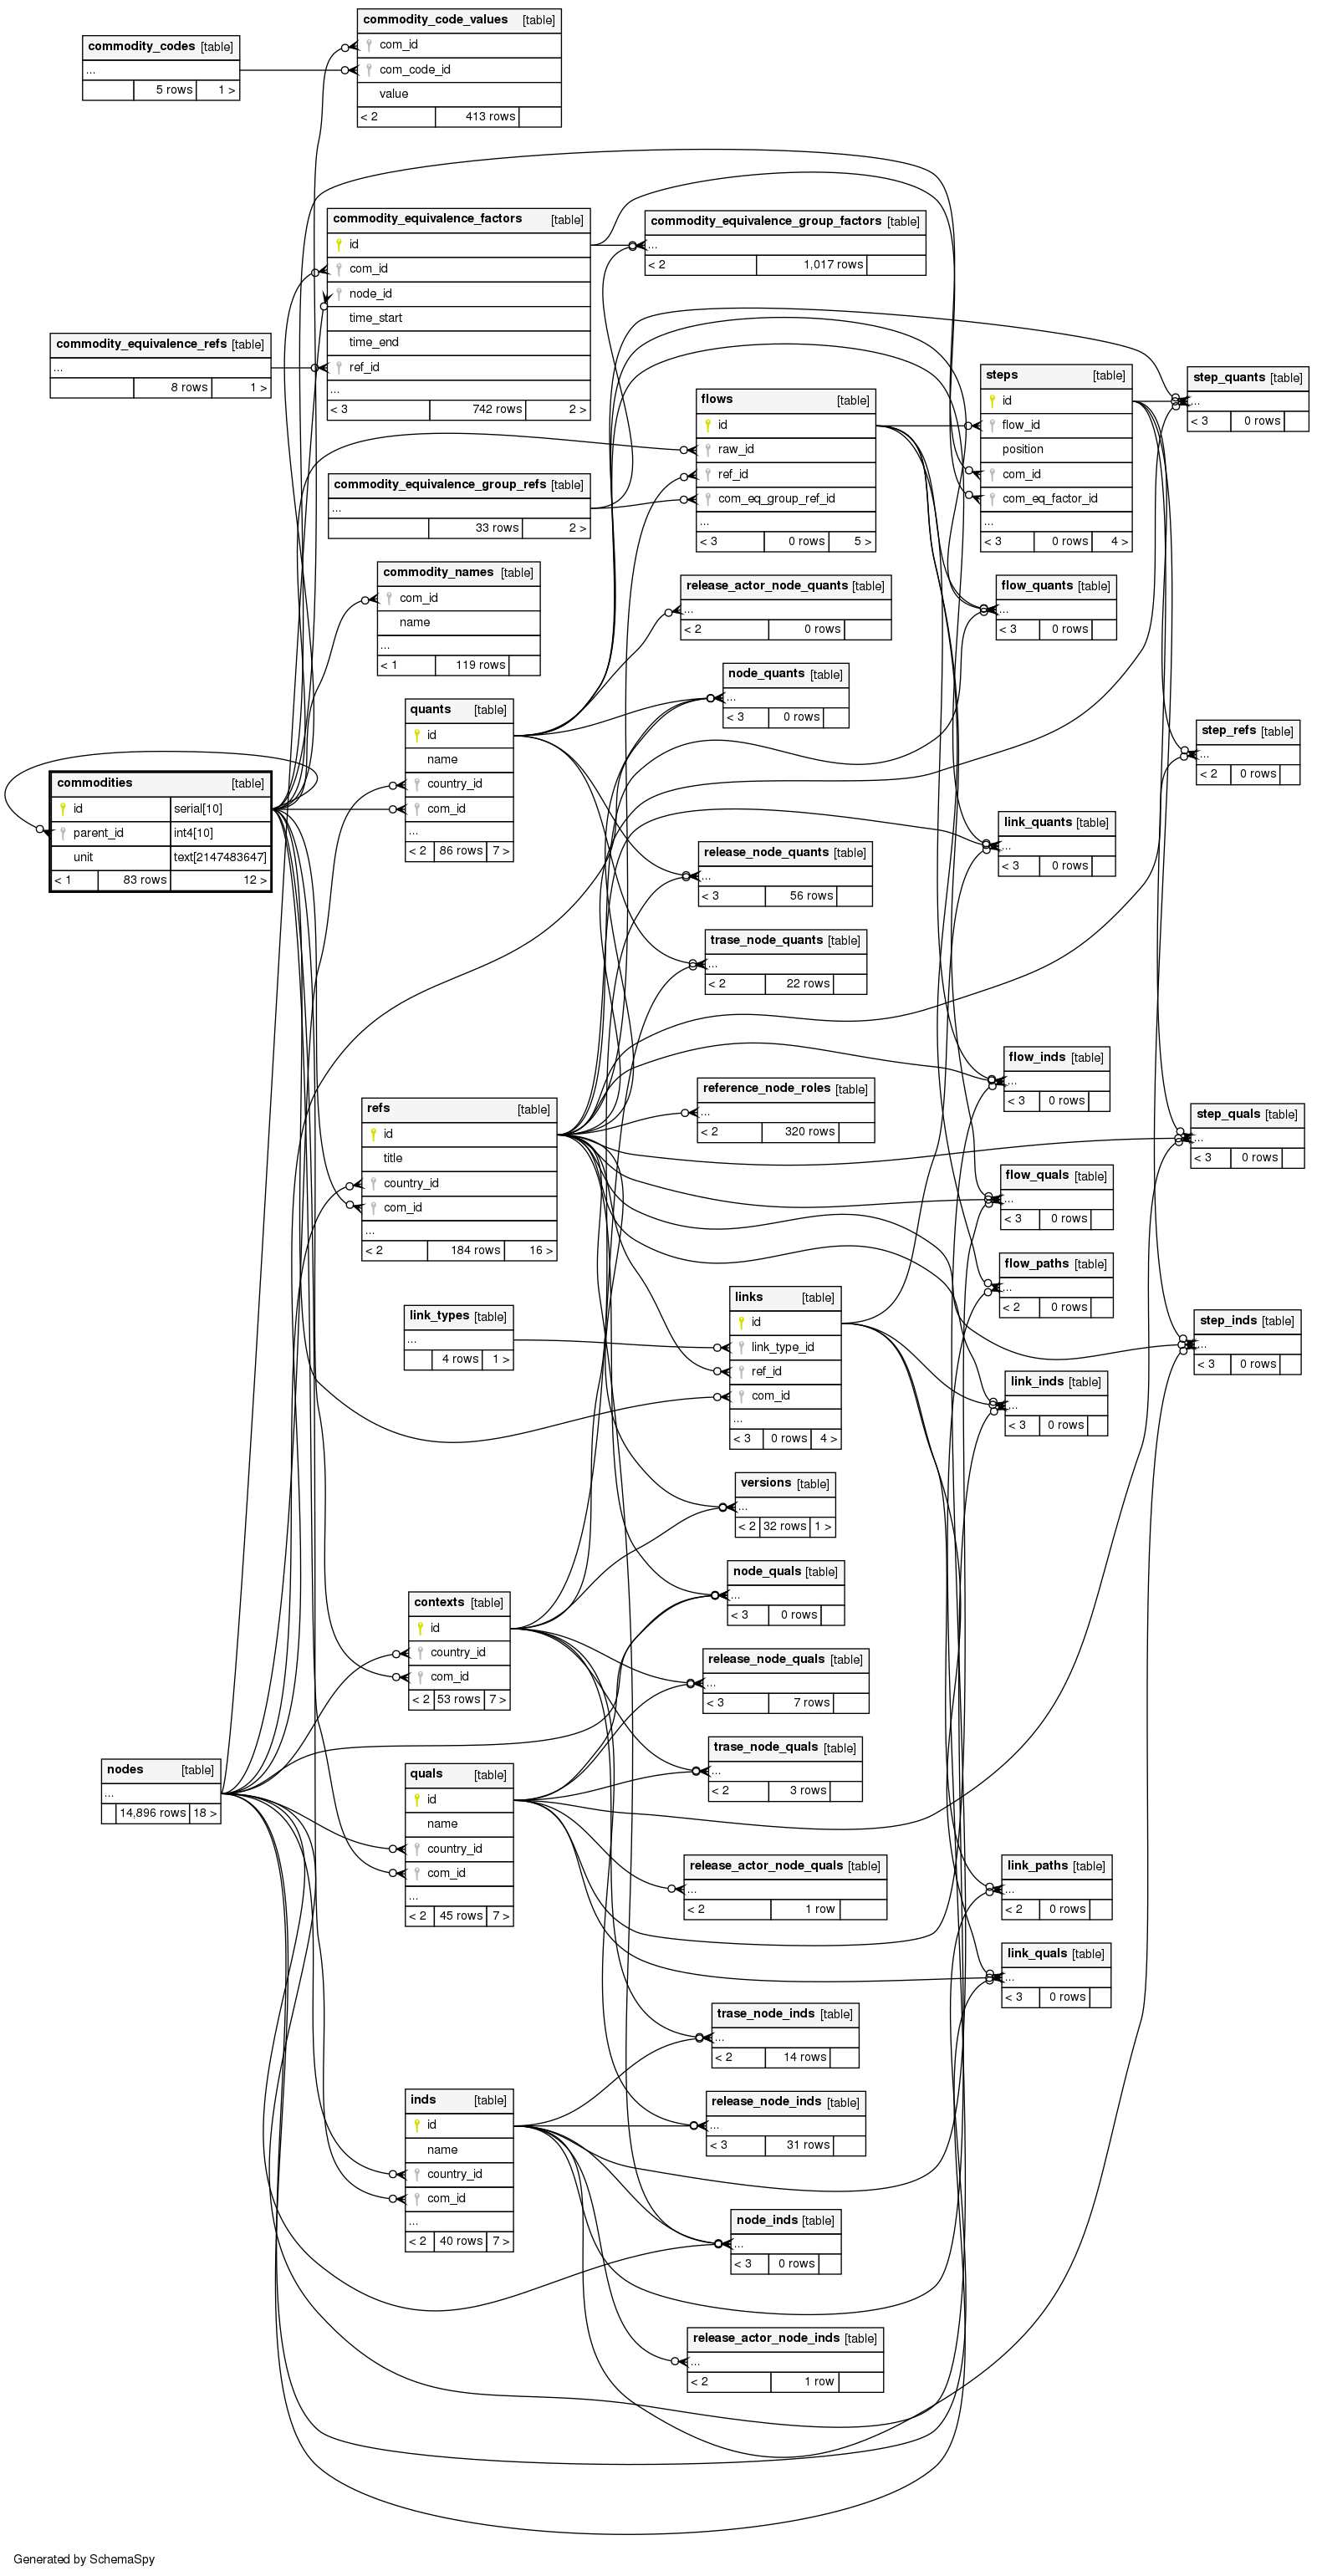 commodity_codes [table]
...
5 rows 1 >
commodity_code_values [table]
com_id
com_code_id
value
< 2 413 rows
commodity_equivalence_factors [table]
id
com_id
node_id
time_start
time_end
ref_id
...
< 3 742 rows 2 >
commodity_equivalence_group_factors [table]
...
< 2 1,017 rows
commodity_equivalence_refs [table]
...
8 rows 1 >
steps [table]
id
flow_id
position
com_id
com_eq_factor_id
...
< 3 0 rows 4 >
step_quants [table]
...
< 3 0 rows
flows [table]
id
raw_id
ref_id
com_eq_group_ref_id
...
< 3 0 rows 5 >
commodity_equivalence_group_refs [table]
...
33 rows 2 >
commodity_names [table]
com_id
name
...
< 1 119 rows
release_actor_node_quants [table]
...
< 2 0 rows
flow_quants [table]
...
< 3 0 rows
node_quants [table]
...
< 3 0 rows
quants [table]
id
name
country_id
com_id
...
< 2 86 rows 7 >
step_refs [table]
...
< 2 0 rows
commodities [table]
id serial[10]
parent_id int4[10]
unit text[2147483647]
< 1 83 rows 12 >
link_quants [table]
...
< 3 0 rows
release_node_quants [table]
...
< 3 56 rows
trase_node_quants [table]
...
< 2 22 rows
flow_inds [table]
...
< 3 0 rows
reference_node_roles [table]
...
< 2 320 rows
refs [table]
id
title
country_id
com_id
...
< 2 184 rows 16 >
step_quals [table]
...
< 3 0 rows
flow_quals [table]
...
< 3 0 rows
flow_paths [table]
...
< 2 0 rows
links [table]
id
link_type_id
ref_id
com_id
...
< 3 0 rows 4 >
link_types [table]
...
4 rows 1 >
step_inds [table]
...
< 3 0 rows
link_inds [table]
...
< 3 0 rows
versions [table]
...
< 2 32 rows 1 >
node_quals [table]
...
< 3 0 rows
contexts [table]
id
country_id
com_id
< 2 53 rows 7 >
release_node_quals [table]
...
< 3 7 rows
trase_node_quals [table]
...
< 2 3 rows
nodes [table]
...
14,896 rows 18 >
quals [table]
id
name
country_id
com_id
...
< 2 45 rows 7 >
release_actor_node_quals [table]
...
< 2 1 row
link_paths [table]
...
< 2 0 rows
link_quals [table]
...
< 3 0 rows
trase_node_inds [table]
...
< 2 14 rows
inds [table]
id
name
country_id
com_id
...
< 2 40 rows 7 >
release_node_inds [table]
...
< 3 31 rows
node_inds [table]
...
< 3 0 rows
release_actor_node_inds [table]
...
< 2 1 row
Generated by SchemaSpy